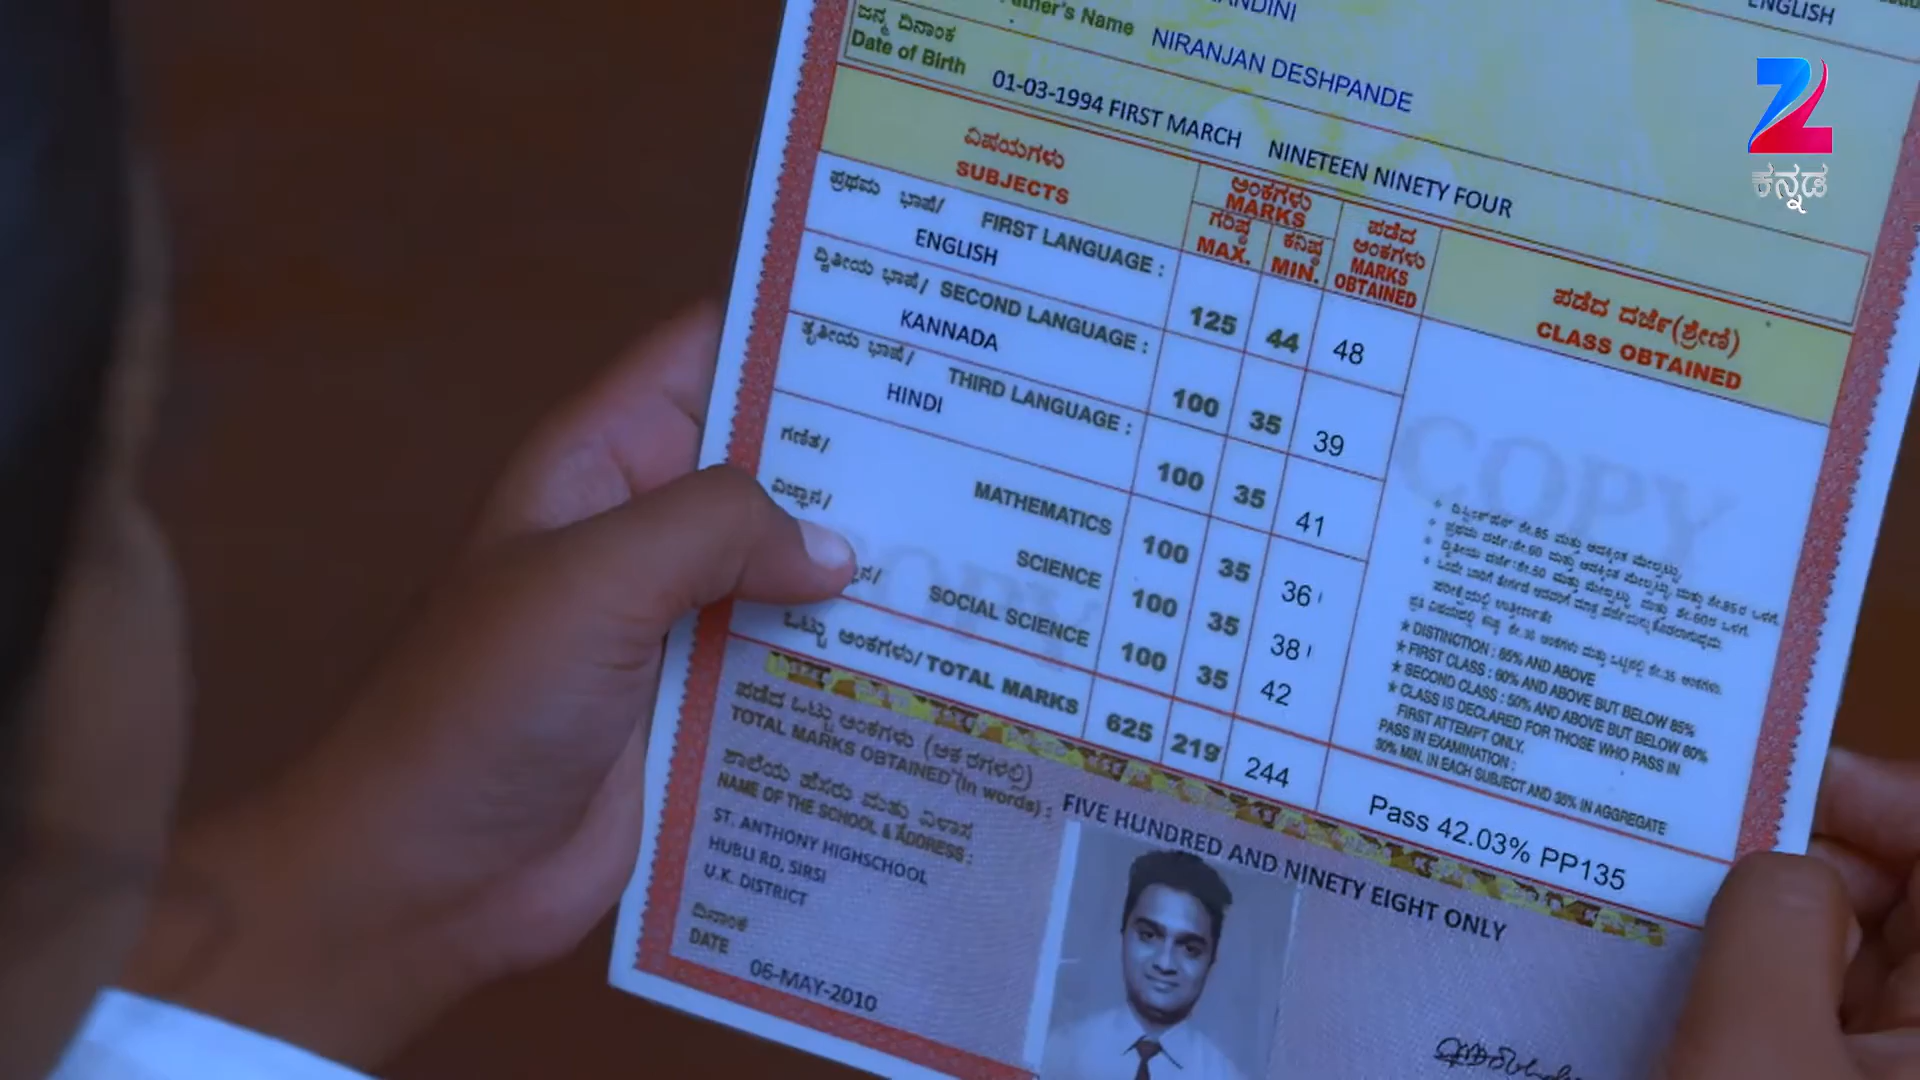 ENGLISH
Father's Name NIRANJAN DESHPANDE
ಜನ್ಮ ದಿನಾಂಕ
Date of Birth 01-03-1994 FIRST MARCH NINETEEN NINETY FOUR
ಕನ್ನಡ
ವಿಷಯಗಳು
SUBJECTS
ಅಂಕಗಳು
MARKS
ಗರಿಷ್ಠ ಕನಿಷ್ಠ
MAX. MIN.
ಪಡೆದ
ಅಂಕಗಳು
MARKS
OBTAINED
ಪಡೆದ ದರ್ಜೆ(ಶ್ರೇಣಿ)
CLASS OBTAINED
ಪ್ರಥಮ ಭಾಷೆ/ FIRST LANGUAGE :
ENGLISH 125 44 48
ದ್ವಿತೀಯ ಭಾಷೆ/ SECOND LANGUAGE :
KANNADA 100 35 39
ತೃತೀಯ ಭಾಷೆ/ THIRD LANGUAGE :
HINDI 100 35 41
ಗಣಿತ/ MATHEMATICS 100 35 36
ವಿಜ್ಞಾನ/ SCIENCE 100 35 38
SOCIAL SCIENCE 100 35 42
ಒಟ್ಟು ಅಂಕಗಳು/ TOTAL MARKS 625 219 244
COPY
COPY
★ DISTINCTION : 85% AND ABOVE
★ FIRST CLASS : 60% AND ABOVE BUT BELOW 85%
★ SECOND CLASS : 50% AND ABOVE BUT BELOW 60%
★ CLASS IS DECLARED FOR THOSE WHO PASS IN
FIRST ATTEMPT ONLY.
PASS IN EXAMINATION :
30% MIN. IN EACH SUBJECT AND 35% IN AGGREGATE
Pass 42.03% PP135
ಪಡೆದ ಒಟ್ಟು ಅಂಕಗಳು (ಅಕ್ಷರಗಳಲ್ಲಿ)
TOTAL MARKS OBTAINED (in words) : FIVE HUNDRED AND NINETY EIGHT ONLY
ಶಾಲೆಯ ಹೆಸರು ಮತ್ತು ವಿಳಾಸ
NAME OF THE SCHOOL & ADDRESS :
ST. ANTHONY HIGHSCHOOL
HUBLI RD, SIRSI
U.K. DISTRICT
ದಿನಾಂಕ
DATE 06-MAY-2010